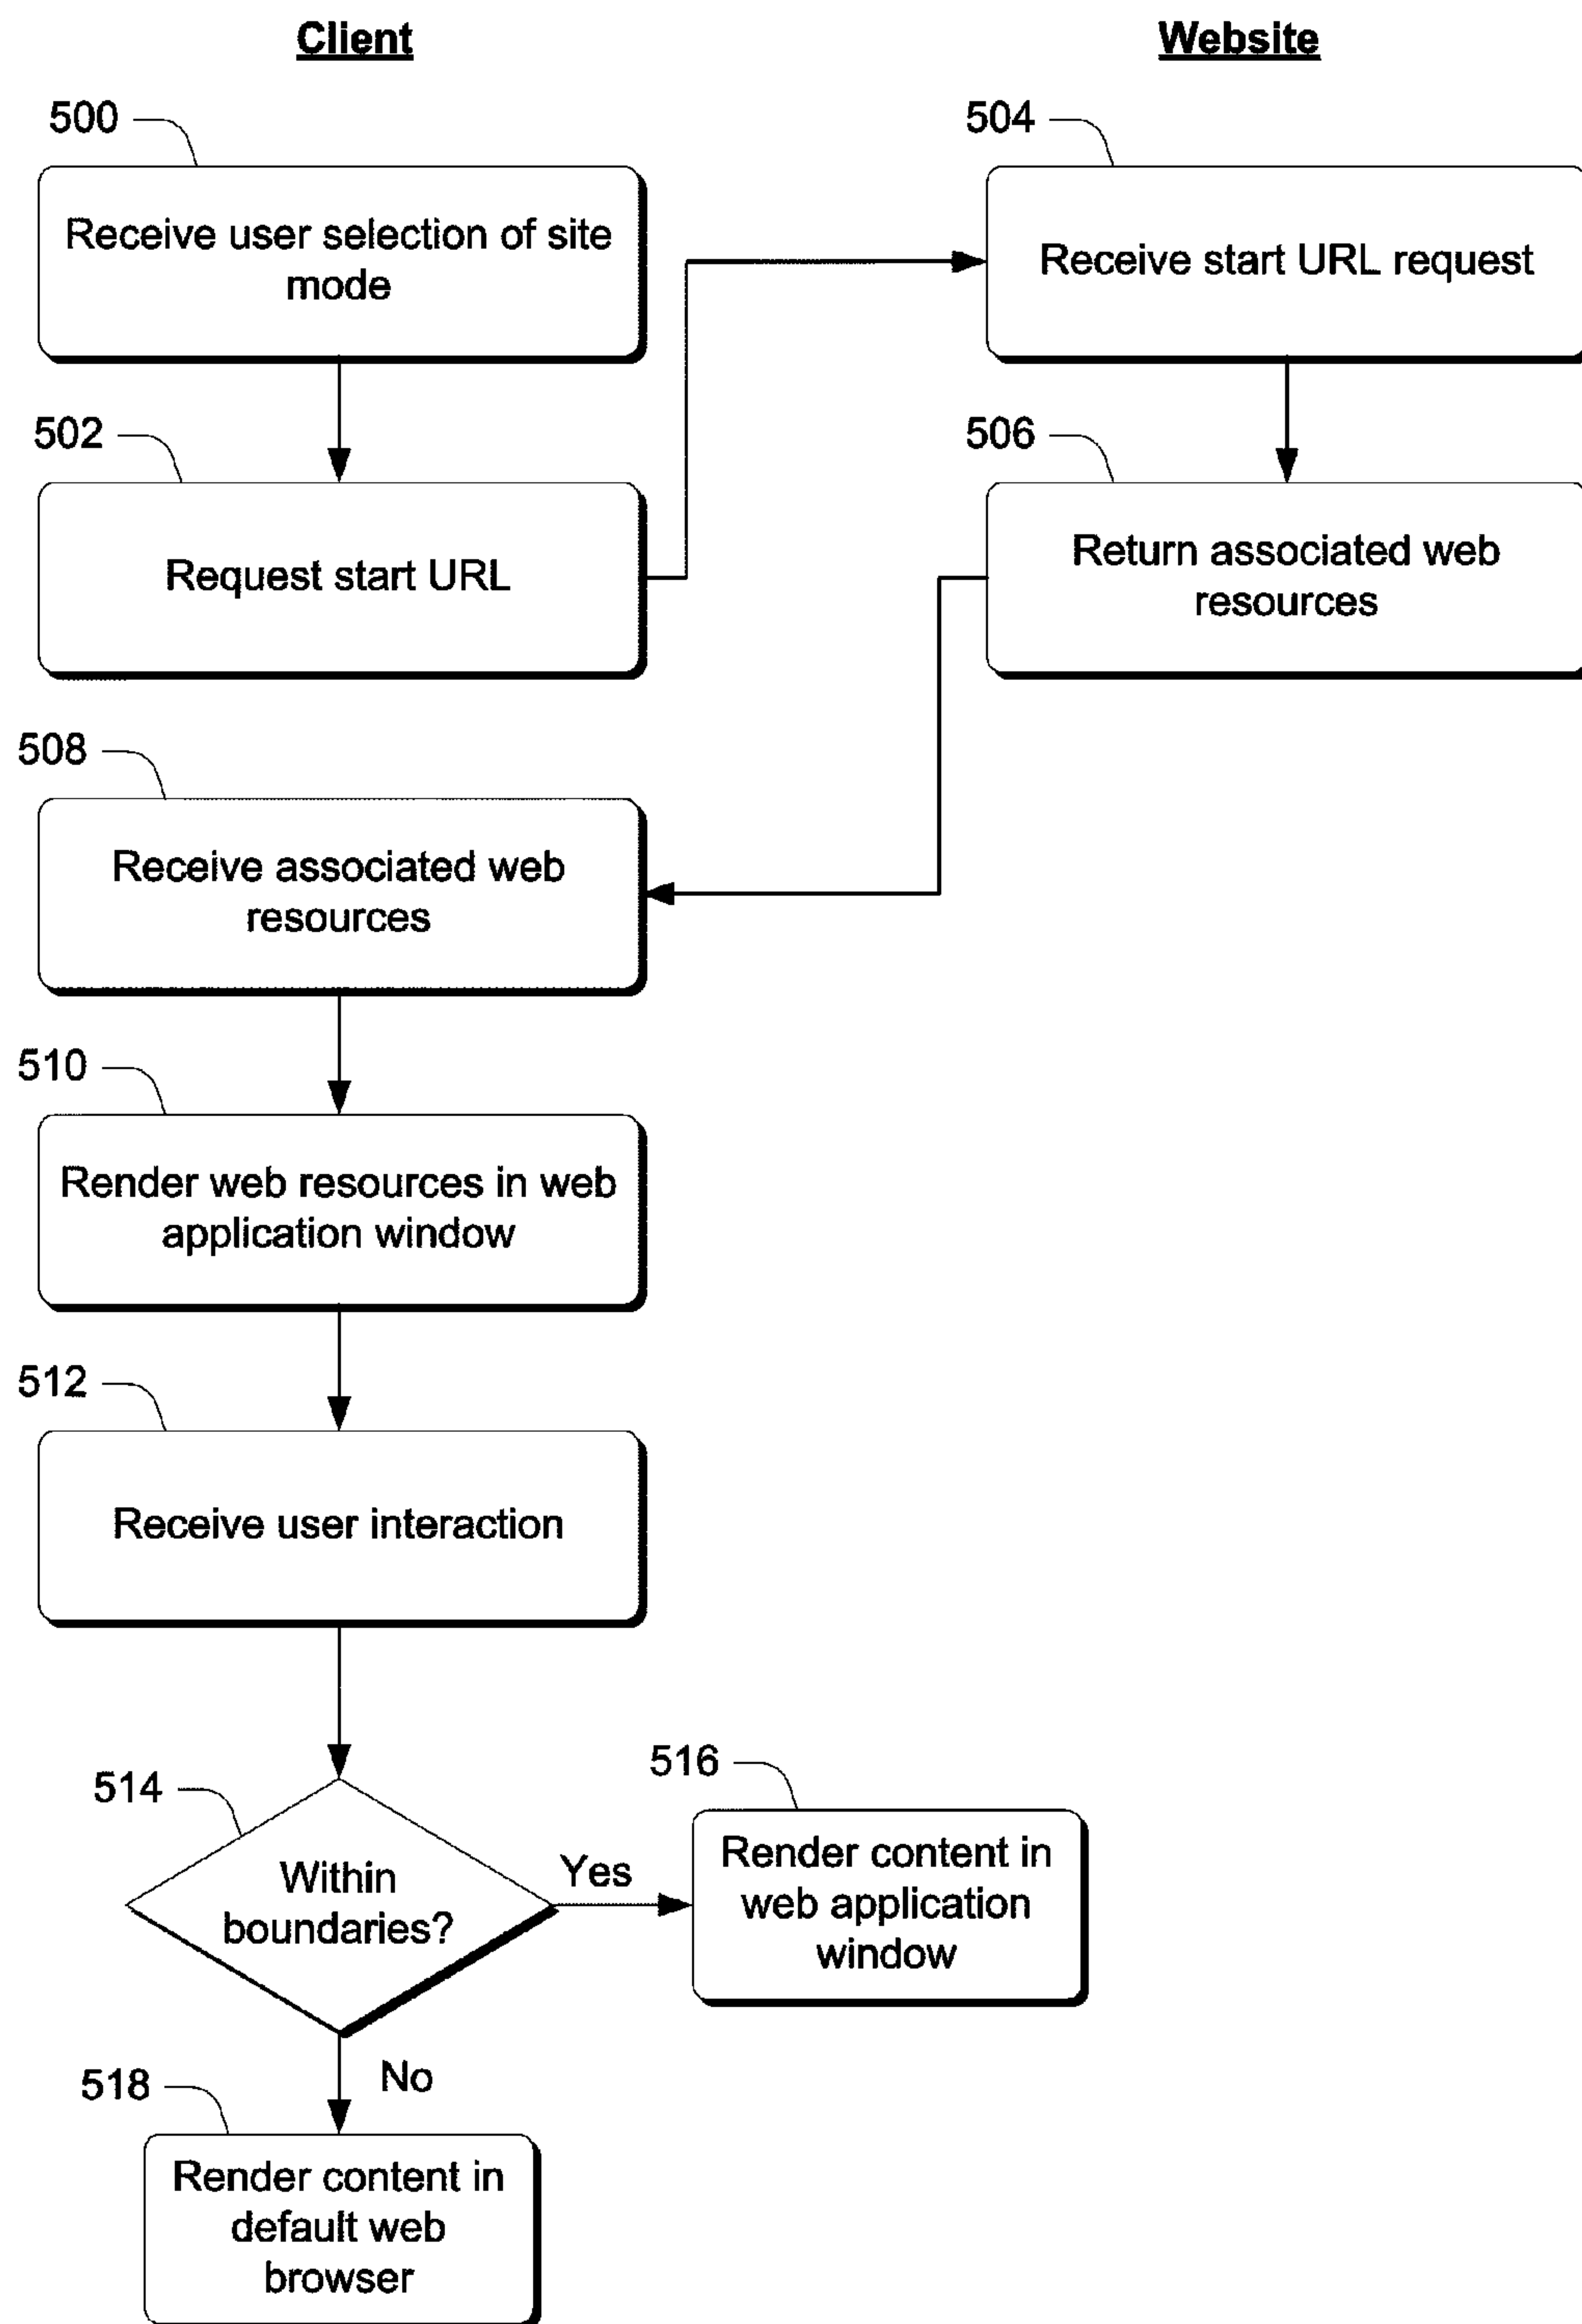 Client
Website
500
504
Receive user selection of site
mode
Receive start URL request
502
506
Request start URL
Return associated web
resources
508
Receive associated web
resources
510
Render web resources in web
application window
512
Receive user interaction
514
516
Within
boundaries?
Yes
Render content in
web application
window
No
518
Render content in
default web
browser